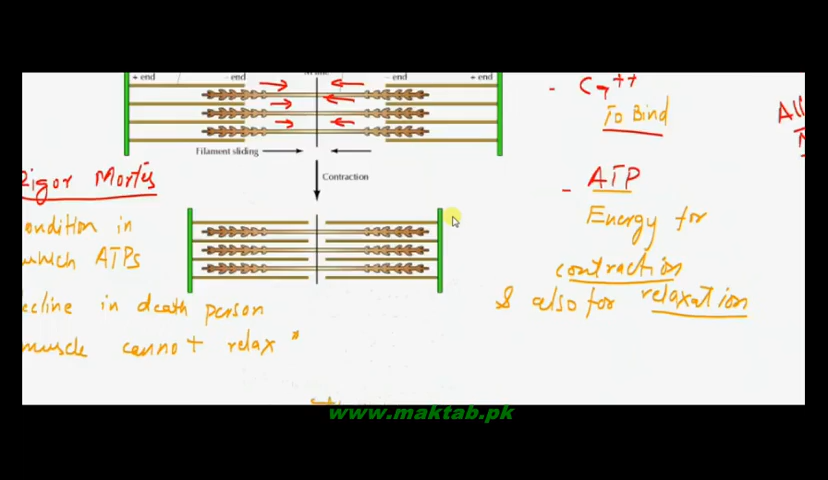 + end - end - end + end
Filament sliding
Contraction
Rigor Mortis
condition in
which ATPs
decline in death person
muscle cannot relax "
- Ca++
To Bind
- ATP
Energy for
contraction
& also for relaxation
All
www.maktab.pk